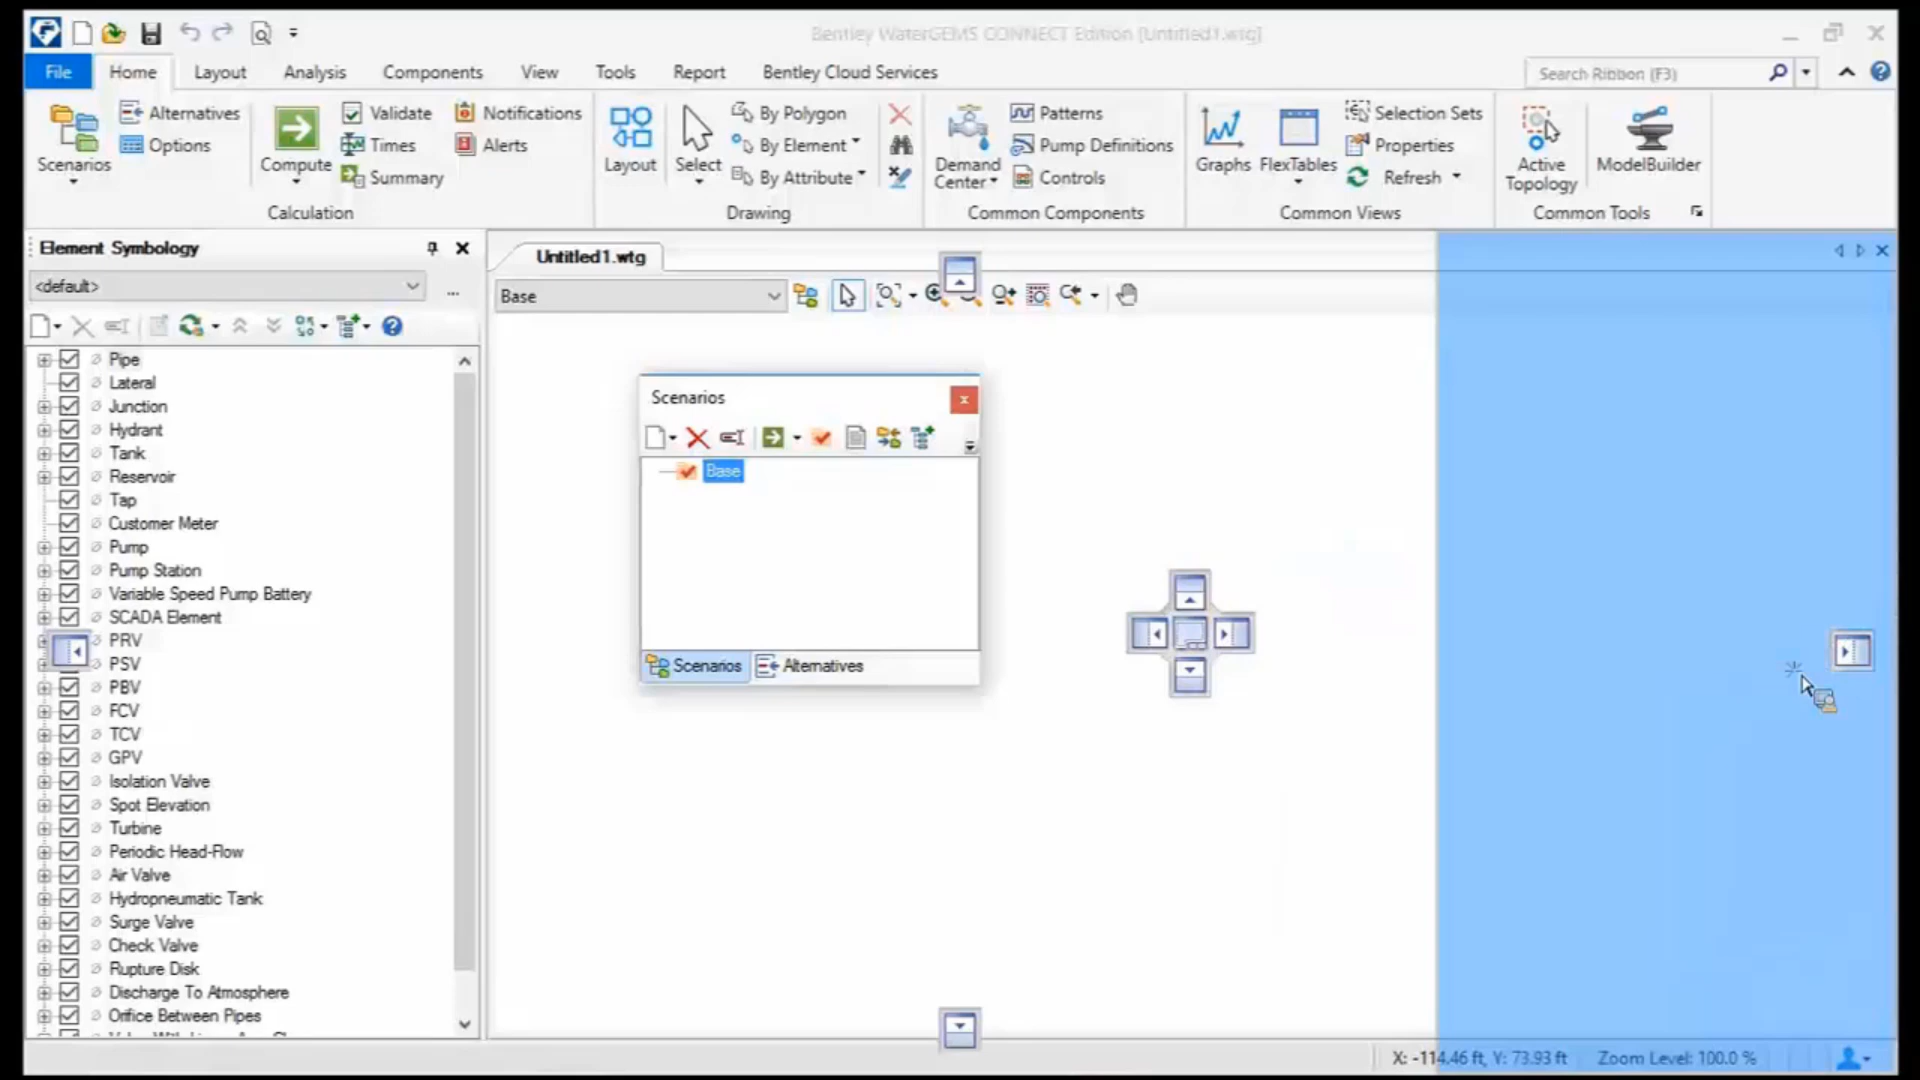 Bentley WaterGEMS CONNECT Edition [Untitled1.wtg]
File Home Layout Analysis Components View Tools Report Bentley Cloud Services Search Ribbon (F3)
Scenarios Alternatives Options
Compute Validate Times Summary Notifications Alerts
Calculation
Layout Select By Polygon By Element By Attribute
Drawing
Demand Center Patterns Pump Definitions Controls
Common Components
Graphs FlexTables Selection Sets Properties Refresh
Common Views
Active Topology ModelBuilder
Common Tools
Element Symbology
<default>
...
Pipe
Lateral
Junction
Hydrant
Tank
Reservoir
Tap
Customer Meter
Pump
Pump Station
Variable Speed Pump Battery
SCADA Element
PRV
PSV
PBV
FCV
TCV
GPV
Isolation Valve
Spot Elevation
Turbine
Periodic Head-Flow
Air Valve
Hydropneumatic Tank
Surge Valve
Check Valve
Rupture Disk
Discharge To Atmosphere
Orifice Between Pipes
Untitled1.wtg
Base
Scenarios
Base
Scenarios Alternatives
X: -114.46 ft, Y: 73.93 ft Zoom Level: 100.0 %